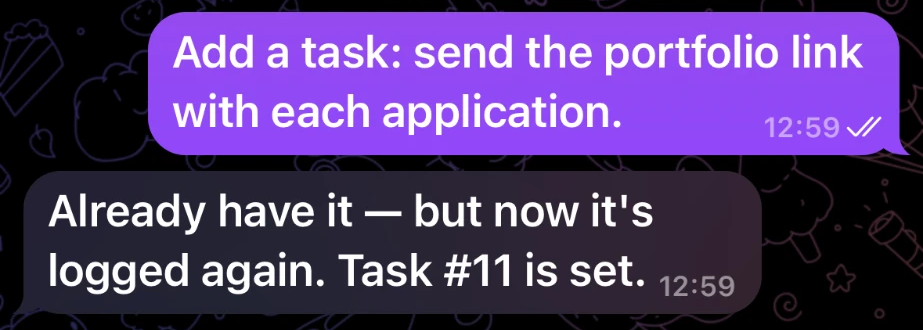 Add a task: send the portfolio link
with each application.
12:59
Already have it — but now it's
logged again. Task #11 is set.
12:59